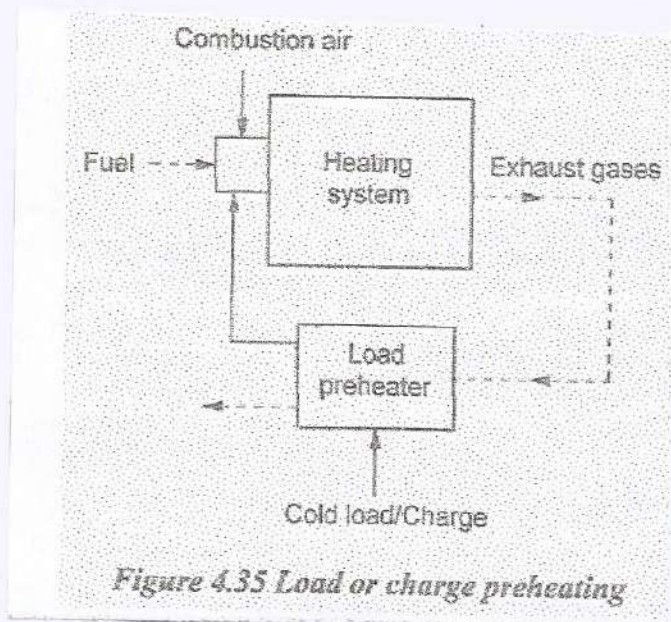 Combustion air
Fuel
Heating
system
Exhaust gases
Load
preheater
Cold load/Charge
Figure 4.35 Load or charge preheating